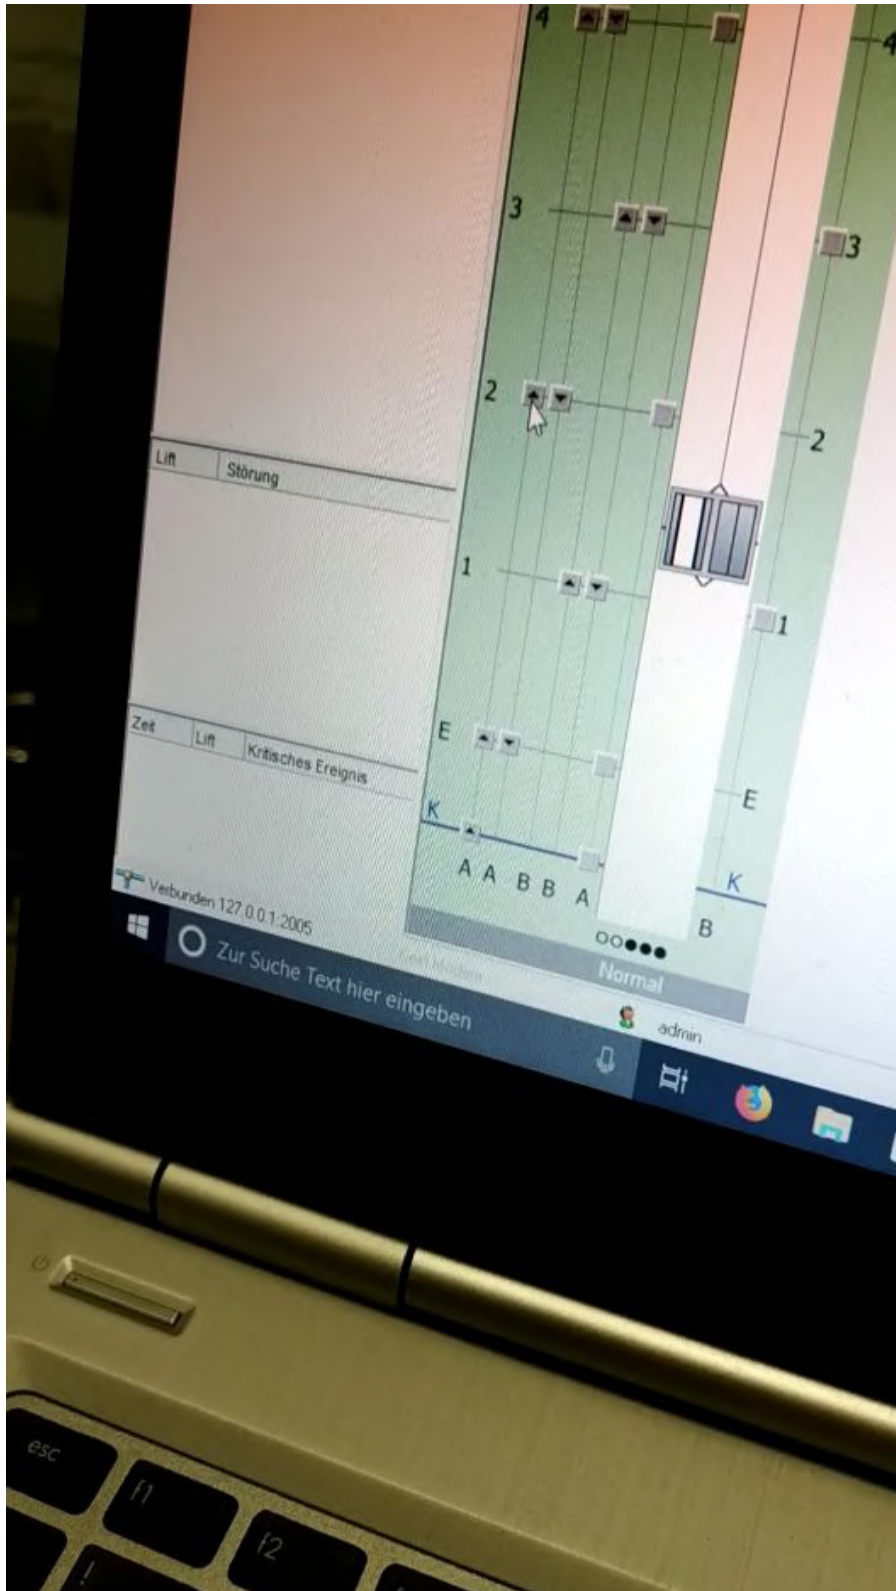 4
4
3
3
2
2
Lift Störung
1
1
Zeit Lift Kritisches Ereignis
E
E
K
K
A A B B A
B
Verbunden 127.0.0.1:2005
Normal
admin
Zur Suche Text hier eingeben
esc
f1
f2
!